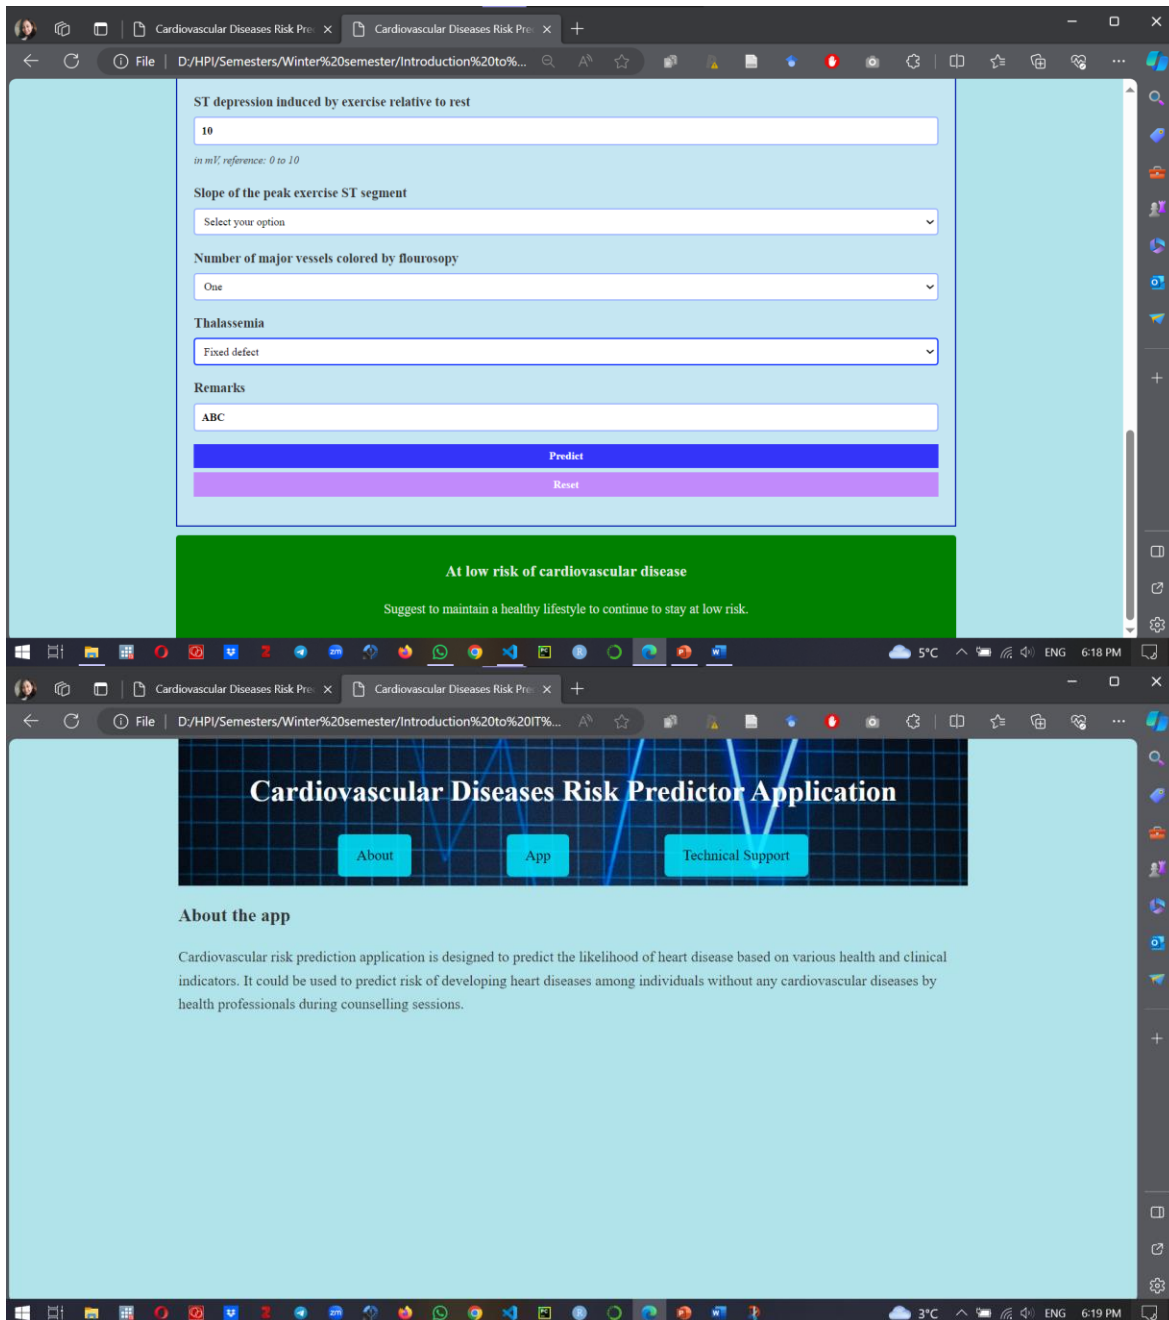 Cardiovascular Diseases Risk Pre
Cardiovascular Diseases Risk Pre
File
D:/HPI/Semesters/Winter%20semester/Introduction%20to%...
ST depression induced by exercise relative to rest
10
in mV, reference: 0 to 10
Slope of the peak exercise ST segment
Select your option
Number of major vessels colored by flourosopy
One
Thalassemia
Fixed defect
Remarks
ABC
Predict
Reset
At low risk of cardiovascular disease
Suggest to maintain a healthy lifestyle to continue to stay at low risk.
5°C ENG 6:18 PM
Cardiovascular Diseases Risk Pre
Cardiovascular Diseases Risk Pre
File
D:/HPI/Semesters/Winter%20semester/Introduction%20to%20IT%...
Cardiovascular Diseases Risk Predictor Application
About App Technical Support
About the app
Cardiovascular risk prediction application is designed to predict the likelihood of heart disease based on various health and clinical
indicators. It could be used to predict risk of developing heart diseases among individuals without any cardiovascular diseases by
health professionals during counselling sessions.
3°C ENG 6:19 PM